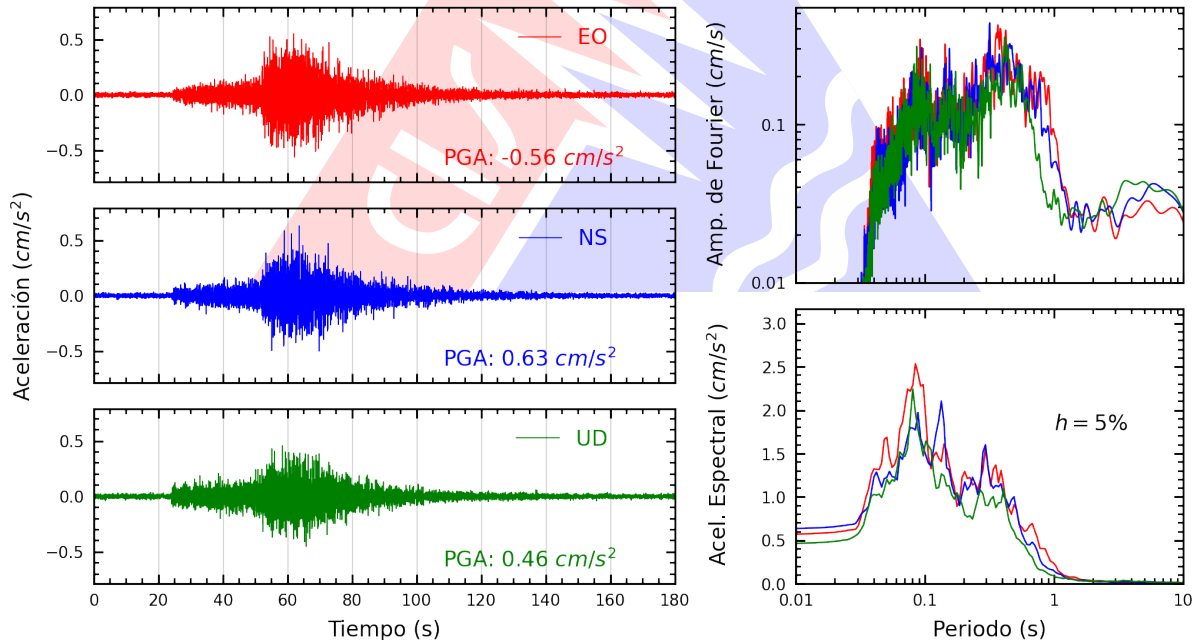 Aceleración (cm/s²)
0.5
0.0
−0.5
EO
PGA: -0.56 cm/s²
0.5
0.0
−0.5
NS
PGA: 0.63 cm/s²
0.5
0.0
−0.5
UD
PGA: 0.46 cm/s²
0 20 40 60 80 100 120 140 160 180
Tiempo (s)
Amp. de Fourier (cm/s)
0.1
0.01
Acel. Espectral (cm/s²)
3.0
2.5
2.0
1.5
1.0
0.5
0.0
h = 5%
0.01 0.1 1 10
Periodo (s)